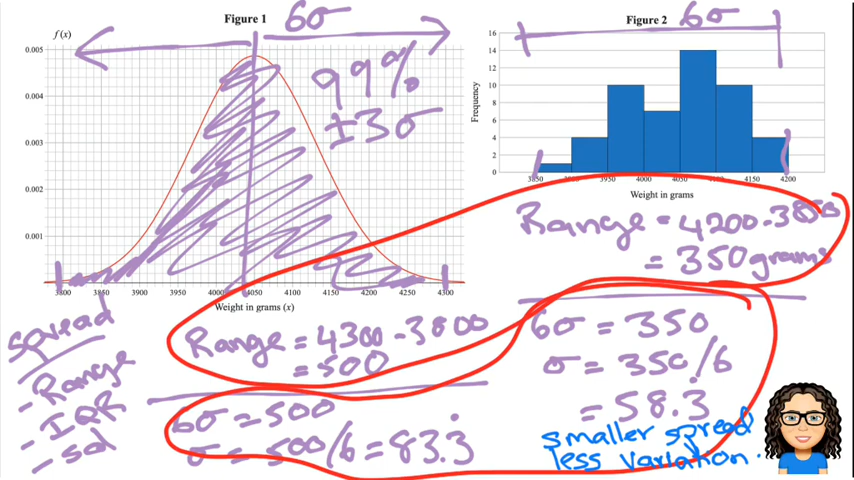 Figure 1
6σ
f(x)
0.005
0.004
0.003
0.002
0.001
99%
±3σ
3800 3850 3900 3950 4000 4050 4100 4150 4200 4250 4300
Weight in grams (x)
Figure 2
6σ
Frequency
16
14
12
10
8
6
4
2
0
3850 3950 4000 4150 4200
Weight in grams
Range = 4200-3850
= 350grams
Range = 4300-3800
= 500
Spread
- Range
- IQR
- sd
6σ = 500
σ = 500/6 = 83.3̇
6σ = 350
σ = 350/6
= 58.3̇
smaller spread
less variation.